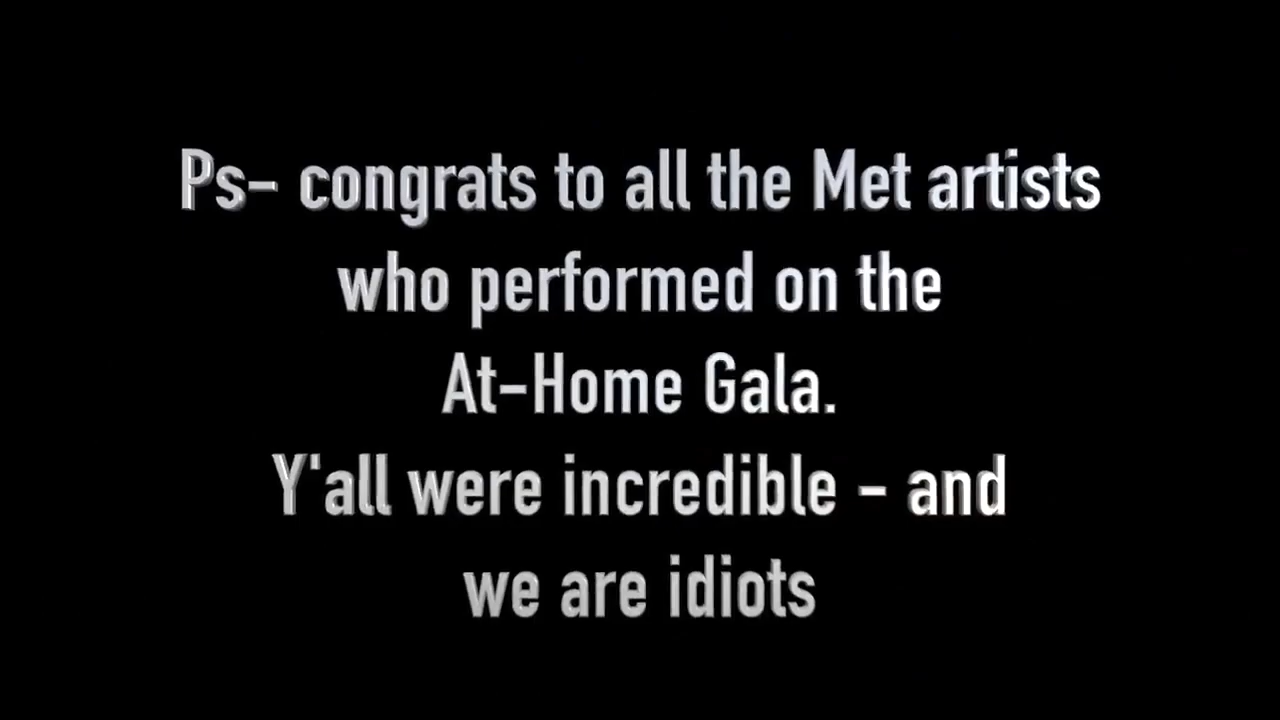 Ps- congrats to all the Met artists
who performed on the
At-Home Gala.
Y'all were incredible - and
we are idiots